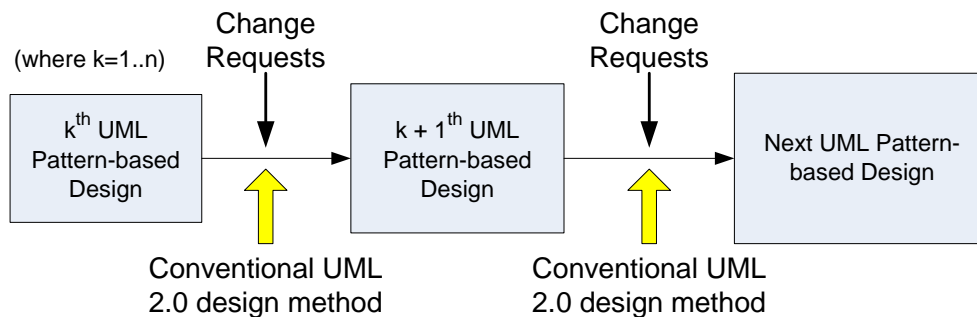 Change
Requests
(where k=1..n)
kth UML
Pattern-based
Design
k + 1th UML
Pattern-based
Design
Change
Requests
Next UML Pattern-
based Design
Conventional UML
2.0 design method
Conventional UML
2.0 design method